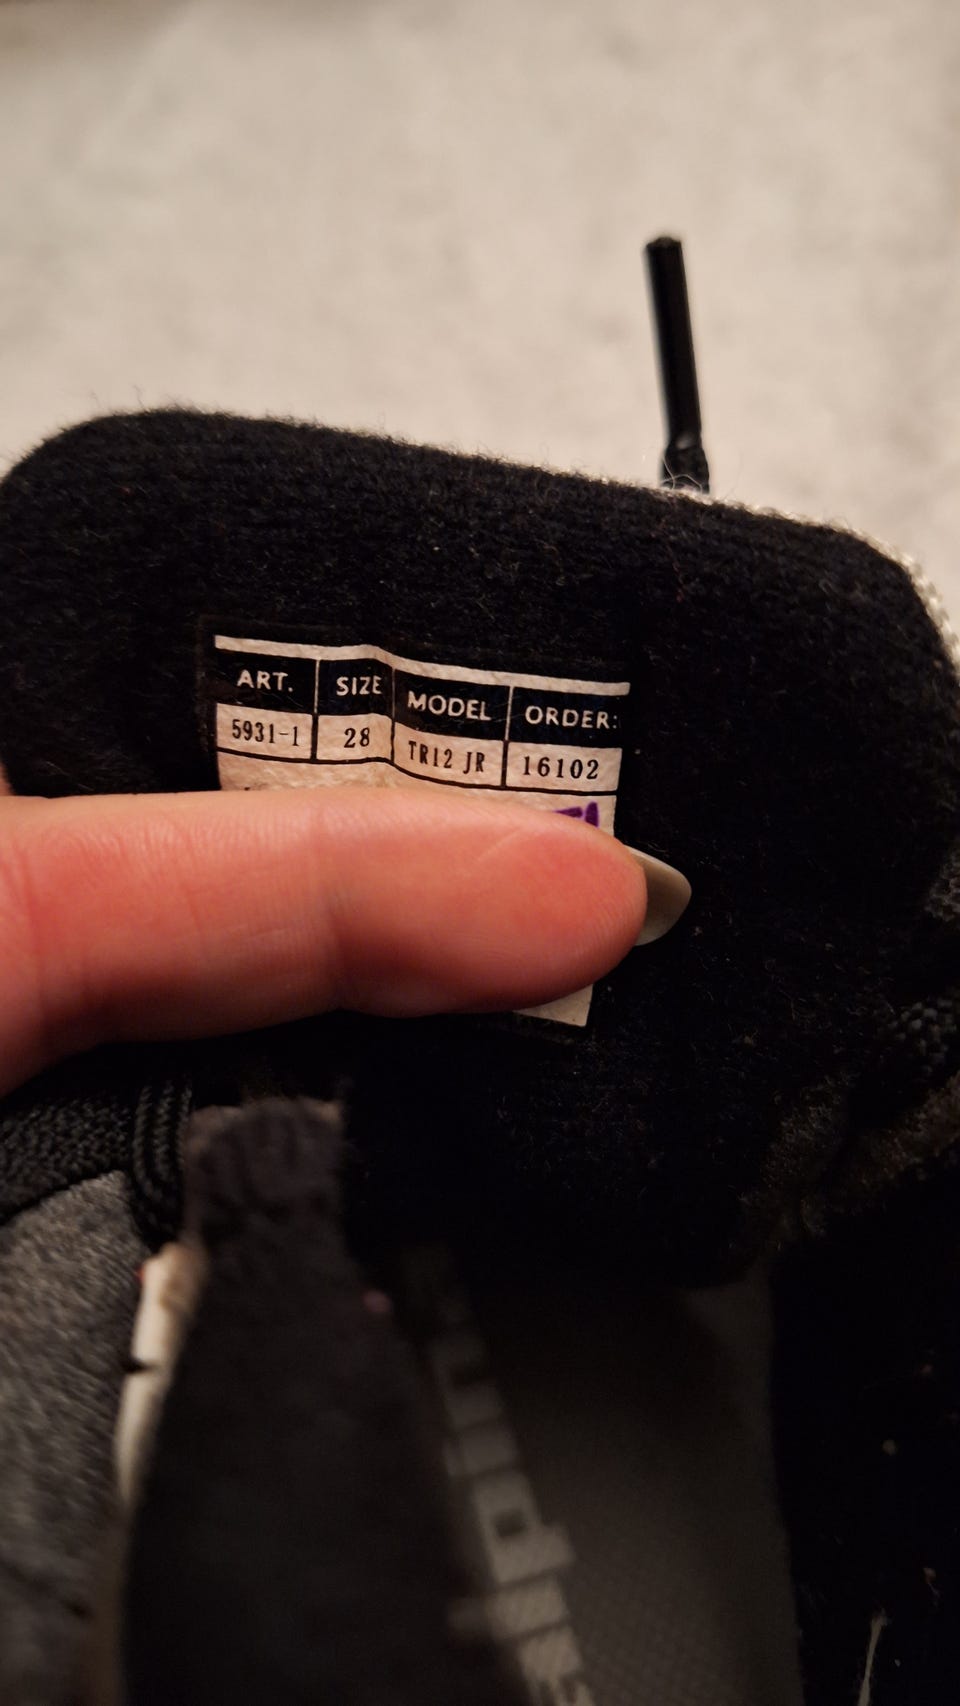 ART. SIZE MODEL ORDER:
5931-1 28 TR12 JR 16102